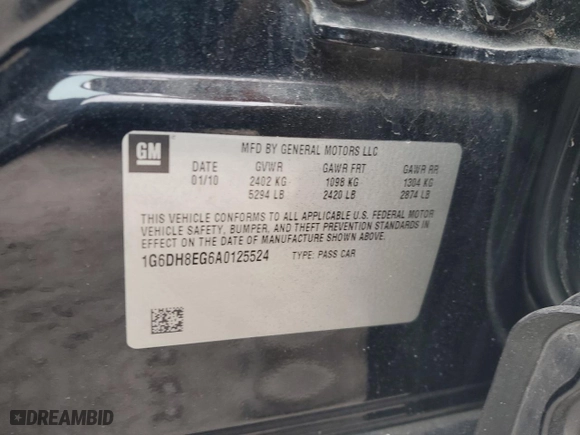 GM
MFD BY GENERAL MOTORS LLC
DATE GVWR GAWR FRT GAWR RR
01/10 2402 KG 1098 KG 1304 KG
5294 LB 2420 LB 2874 LB
THIS VEHICLE CONFORMS TO ALL APPLICABLE U.S. FEDERAL MOTOR
VEHICLE SAFETY, BUMPER, AND THEFT PREVENTION STANDARDS IN
EFFECT ON THE DATE OF MANUFACTURE SHOWN ABOVE.
1G6DH8EG6A0125524 TYPE: PASS CAR
DREAMBID